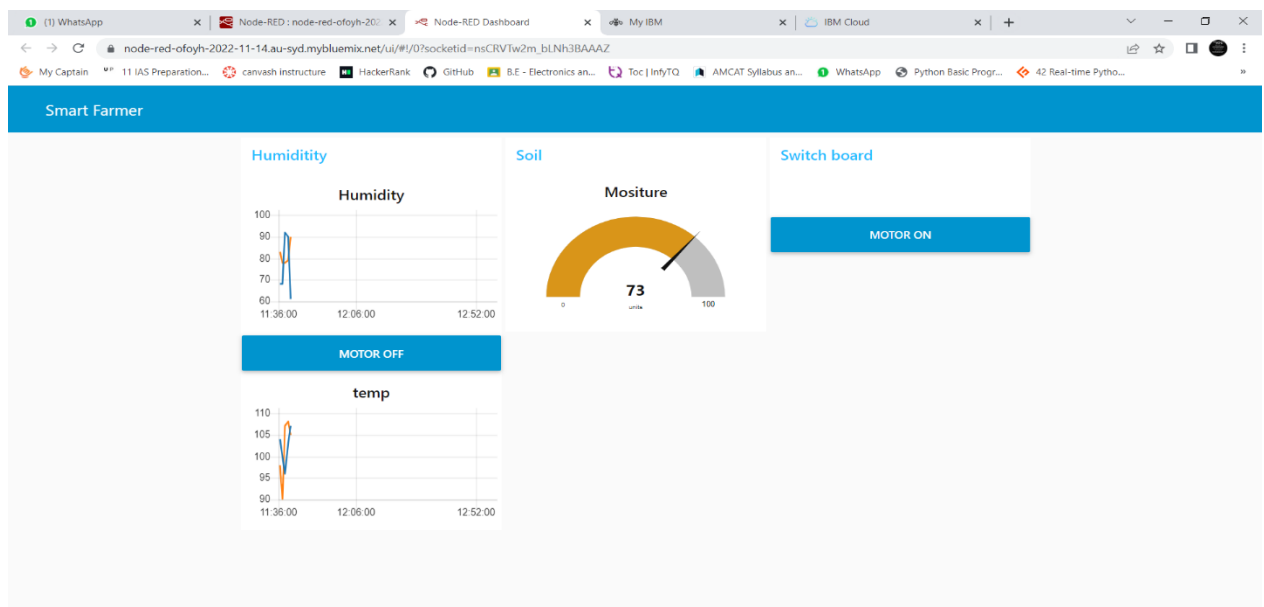 (1) WhatsApp
Node-RED : node-red-ofoyh-202
Node-RED Dashboard
My IBM
IBM Cloud
node-red-ofoyh-2022-11-14.au-syd.mybluemix.net/ui/#!/0?socketid=nsCRVTw2m_bLNh3BAAAZ
My Captain
11 IAS Preparation...
canvash instructure
HackerRank
GitHub
B.E - Electronics an...
Toc | InfyTQ
AMCAT Syllabus an...
WhatsApp
Python Basic Progr...
42 Real-time Pytho...
»
Smart Farmer
Humiditity
Humidity
100
90
80
70
60
11:36:00 12:06:00 12:52:00
MOTOR OFF
temp
110
105
100
95
90
11:36:00 12:06:00 12:52:00
Soil
Mositure
73
0 units 100
Switch board
MOTOR ON